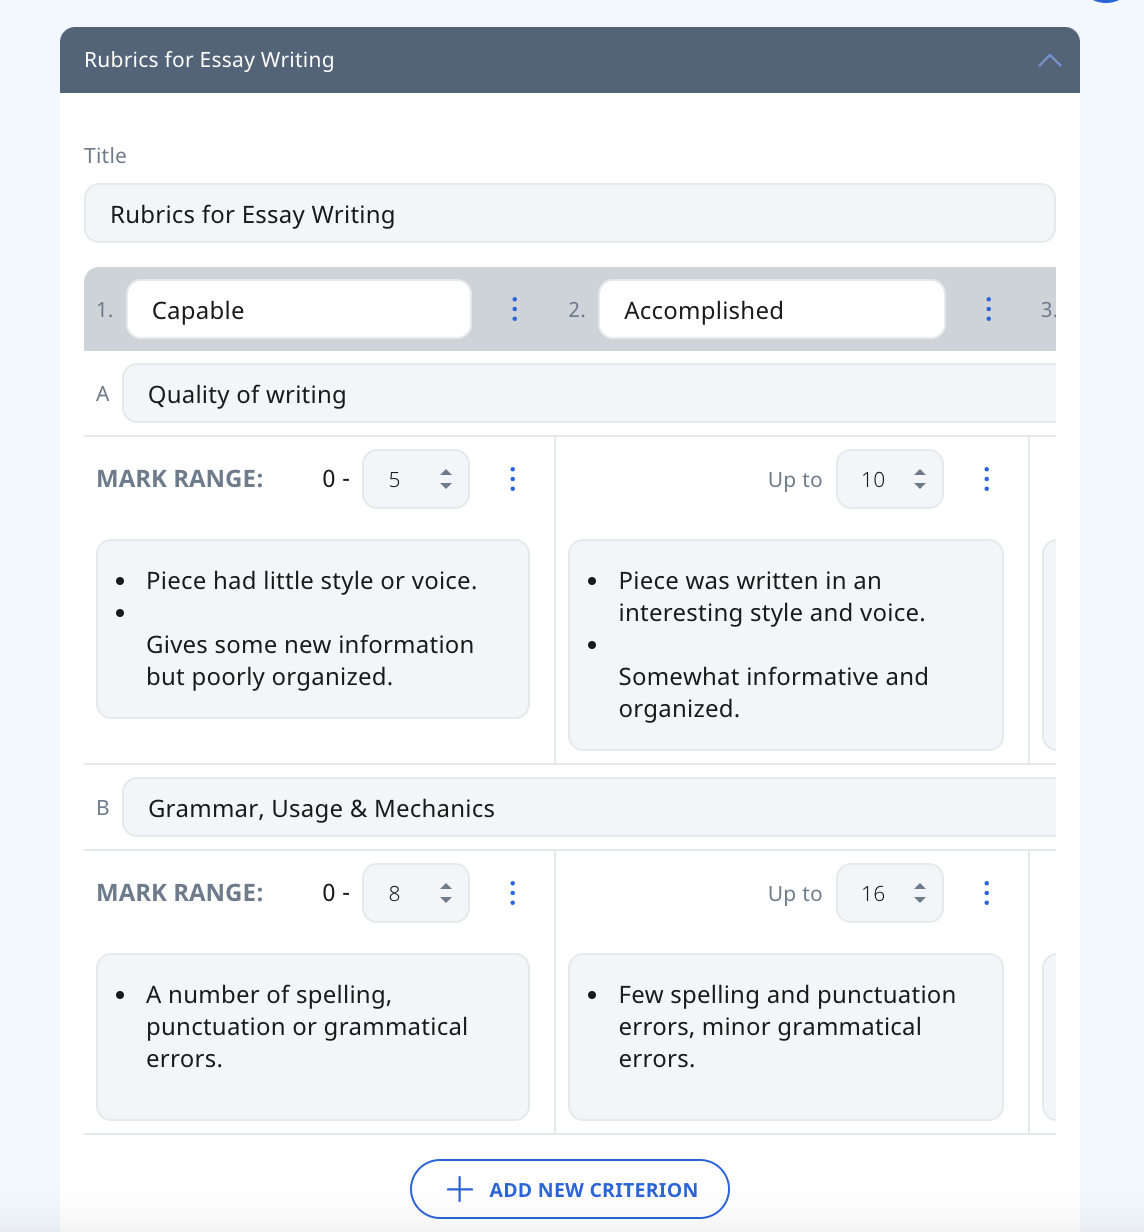 Rubrics for Essay Writing
Title
Rubrics for Essay Writing
1. Capable 2. Accomplished 3.
A Quality of writing
MARK RANGE: 0 - 5 Up to 10
• Piece had little style or voice.
•
Gives some new information
but poorly organized.
• Piece was written in an
interesting style and voice.
•
Somewhat informative and
organized.
B Grammar, Usage & Mechanics
MARK RANGE: 0 - 8 Up to 16
• A number of spelling,
punctuation or grammatical
errors.
• Few spelling and punctuation
errors, minor grammatical
errors.
ADD NEW CRITERION